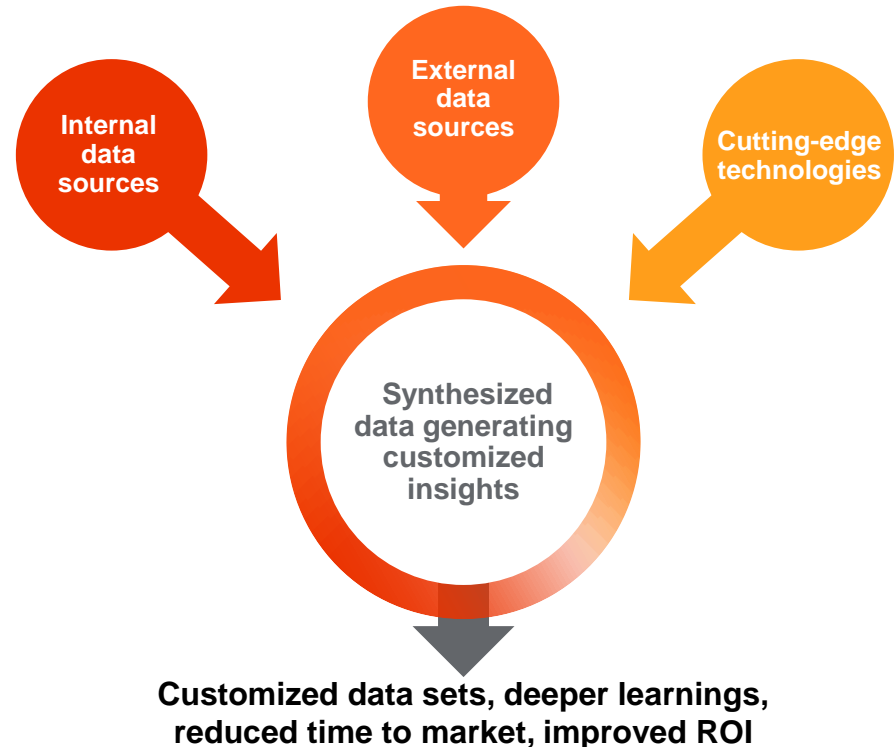 Internal
data
sources
External
data
sources
Cutting-edge
technologies
Synthesized
data generating
customized
insights
Customized data sets, deeper learnings,
reduced time to market, improved ROI